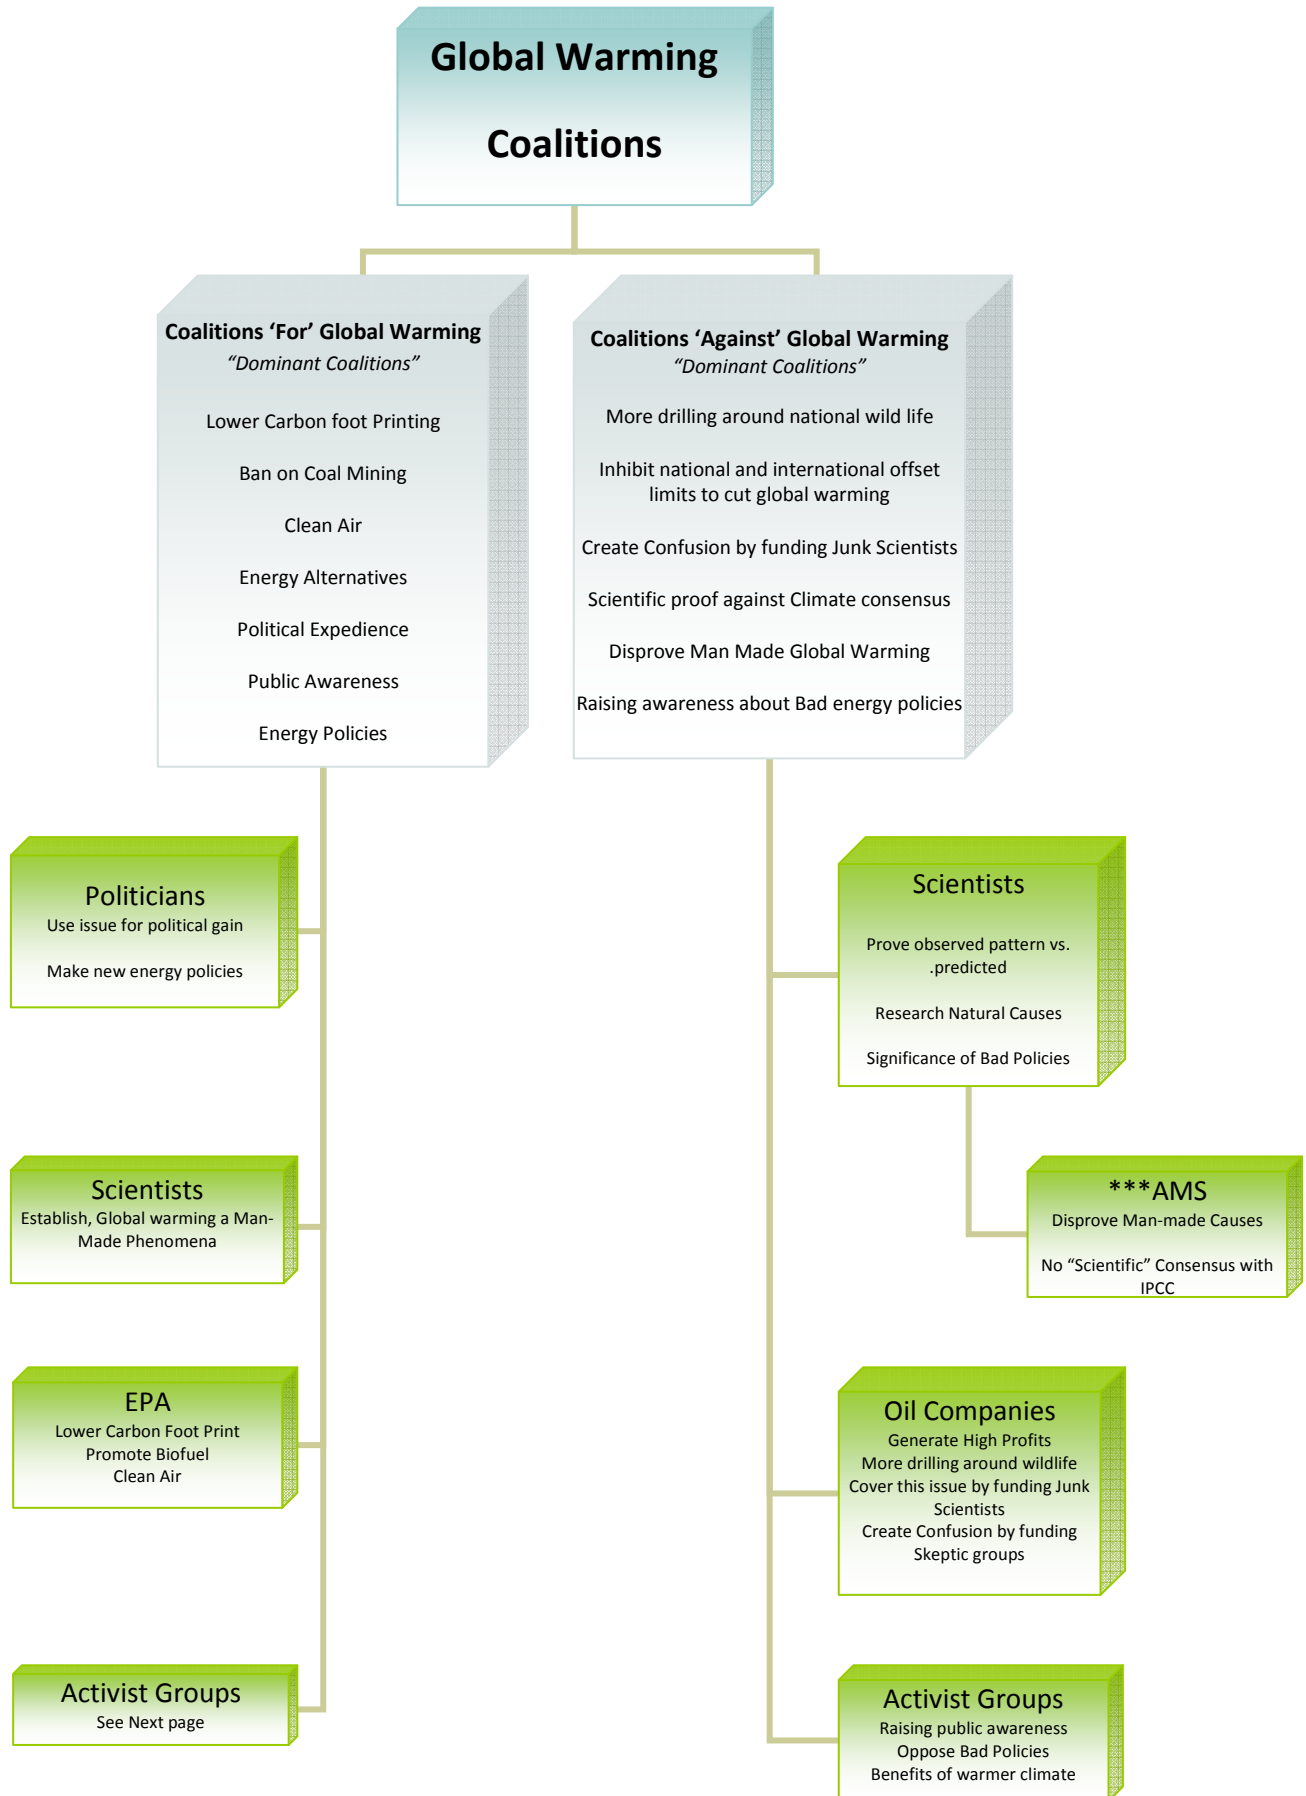 Global Warming
Coalitions
Coalitions ‘For’ Global Warming
“Dominant Coalitions”
Lower Carbon foot Printing
Ban on Coal Mining
Clean Air
Energy Alternatives
Political Expedience
Public Awareness
Energy Policies
Coalitions ‘Against’ Global Warming
“Dominant Coalitions”
More drilling around national wild life
Inhibit national and international offset
limits to cut global warming
Create Confusion by funding Junk Scientists
Scientific proof against Climate consensus
Disprove Man Made Global Warming
Raising awareness about Bad energy policies
Politicians
Use issue for political gain
Make new energy policies
Scientists
Establish, Global warming a Man-
Made Phenomena
EPA
Lower Carbon Foot Print
Promote Biofuel
Clean Air
Activist Groups
See Next page
Scientists
Prove observed pattern vs.
.predicted
Research Natural Causes
Significance of Bad Policies
***AMS
Disprove Man-made Causes
No “Scientific” Consensus with
IPCC
Oil Companies
Generate High Profits
More drilling around wildlife
Cover this issue by funding Junk
Scientists
Create Confusion by funding
Skeptic groups
Activist Groups
Raising public awareness
Oppose Bad Policies
Benefits of warmer climate